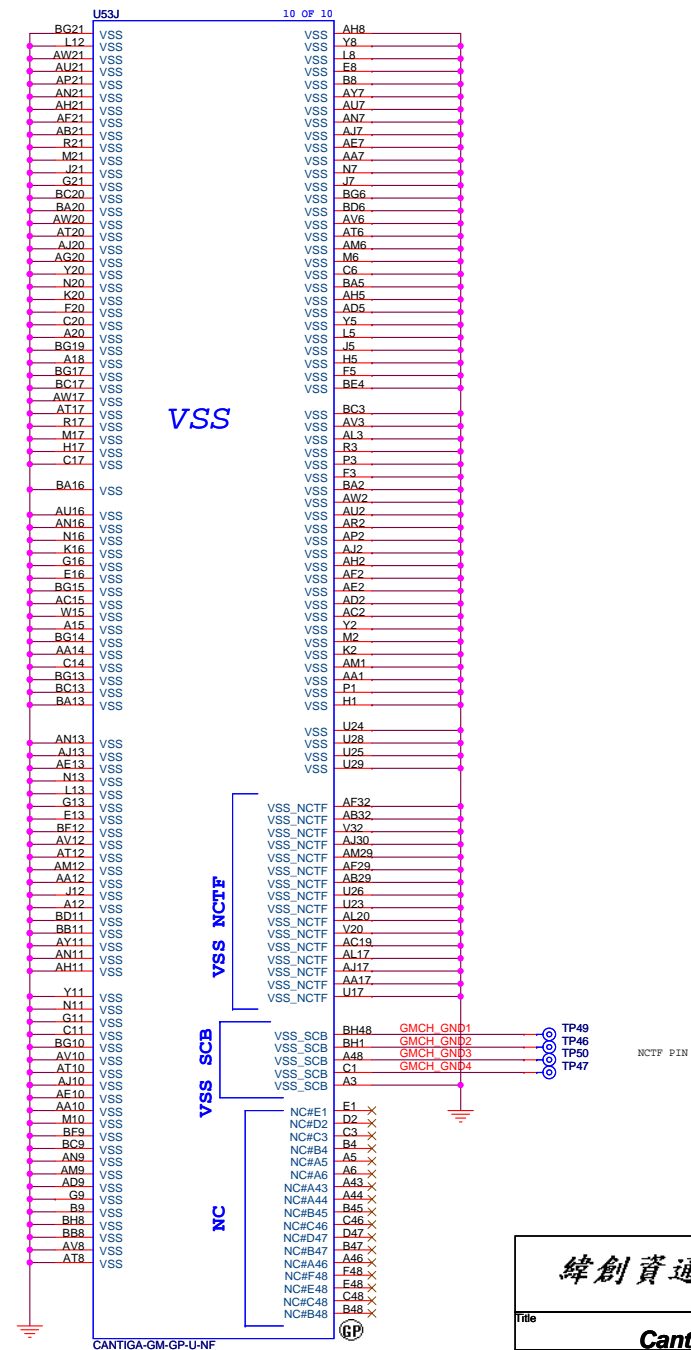 U53J
10 OF 10
BG21 VSS
L12 VSS
AW21 VSS
AU21 VSS
AP21 VSS
AN21 VSS
AH21 VSS
AF21 VSS
AB21 VSS
R21 VSS
M21 VSS
J21 VSS
G21 VSS
BC20 VSS
BA20 VSS
AW20 VSS
AT20 VSS
AJ20 VSS
AG20 VSS
Y20 VSS
N20 VSS
K20 VSS
F20 VSS
C20 VSS
A20 VSS
BG19 VSS
A18 VSS
BG17 VSS
BC17 VSS
AW17 VSS
AT17 VSS
R17 VSS
M17 VSS
H17 VSS
C17 VSS
BA16 VSS
AU16 VSS
AN16 VSS
N16 VSS
K16 VSS
G16 VSS
E16 VSS
BG15 VSS
AC15 VSS
W15 VSS
A15 VSS
BG14 VSS
AA14 VSS
C14 VSS
BG13 VSS
BC13 VSS
BA13 VSS
AN13 VSS
AJ13 VSS
AE13 VSS
N13 VSS
L13 VSS
G13 VSS
E13 VSS
BF12 VSS
AV12 VSS
AT12 VSS
AM12 VSS
AA12 VSS
J12 VSS
A12 VSS
BD11 VSS
BB11 VSS
AY11 VSS
AN11 VSS
AH11 VSS
Y11 VSS
N11 VSS
G11 VSS
C11 VSS
BG10 VSS
AV10 VSS
AT10 VSS
AJ10 VSS
AE10 VSS
AA10 VSS
M10 VSS
BF9 VSS
BC9 VSS
AN9 VSS
AM9 VSS
AD9 VSS
G9 VSS
B9 VSS
BH8 VSS
BB8 VSS
AV8 VSS
AT8 VSS
VSS
VSS NCTF
VSS SCB
NC
VSS AH8
VSS Y8
VSS L8
VSS E8
VSS B8
VSS AY7
VSS AU7
VSS AN7
VSS AJ7
VSS AE7
VSS AA7
VSS N7
VSS J7
VSS BG6
VSS BD6
VSS AV6
VSS AT6
VSS AM6
VSS M6
VSS C6
VSS BA5
VSS AH5
VSS AD5
VSS Y5
VSS L5
VSS J5
VSS H5
VSS F5
VSS BE4
VSS BC3
VSS AV3
VSS AL3
VSS R3
VSS P3
VSS F3
VSS BA2
VSS AW2
VSS AU2
VSS AR2
VSS AP2
VSS AJ2
VSS AH2
VSS AF2
VSS AE2
VSS AD2
VSS AC2
VSS Y2
VSS M2
VSS K2
VSS AM1
VSS AA1
VSS P1
VSS H1
VSS U24
VSS U28
VSS U25
VSS U29
VSS_NCTF AF32
VSS_NCTF AB32
VSS_NCTF V32
VSS_NCTF AJ30
VSS_NCTF AM29
VSS_NCTF AF29
VSS_NCTF AB29
VSS_NCTF U26
VSS_NCTF U23
VSS_NCTF AL20
VSS_NCTF V20
VSS_NCTF AC19
VSS_NCTF AL17
VSS_NCTF AJ17
VSS_NCTF AA17
VSS_NCTF U17
VSS_SCB BH48 GMCH_GND1 TP49
VSS_SCB BH1 GMCH_GND2 TP46
VSS_SCB A48 GMCH_GND3 TP50
VSS_SCB C1 GMCH_GND4 TP47
VSS_SCB A3
NCTF PIN
NC#E1 E1
NC#D2 D2
NC#C3 C3
NC#B4 B4
NC#A5 A5
NC#A6 A6
NC#A43 A43
NC#A44 A44
NC#B45 B45
NC#C46 C46
NC#D47 D47
NC#B47 B47
NC#A46 A46
NC#F48 F48
NC#E48 E48
NC#C48 C48
NC#B48 B48
GP
CANTIGA-GM-GP-U-NF
緯創資通
Title
Cant